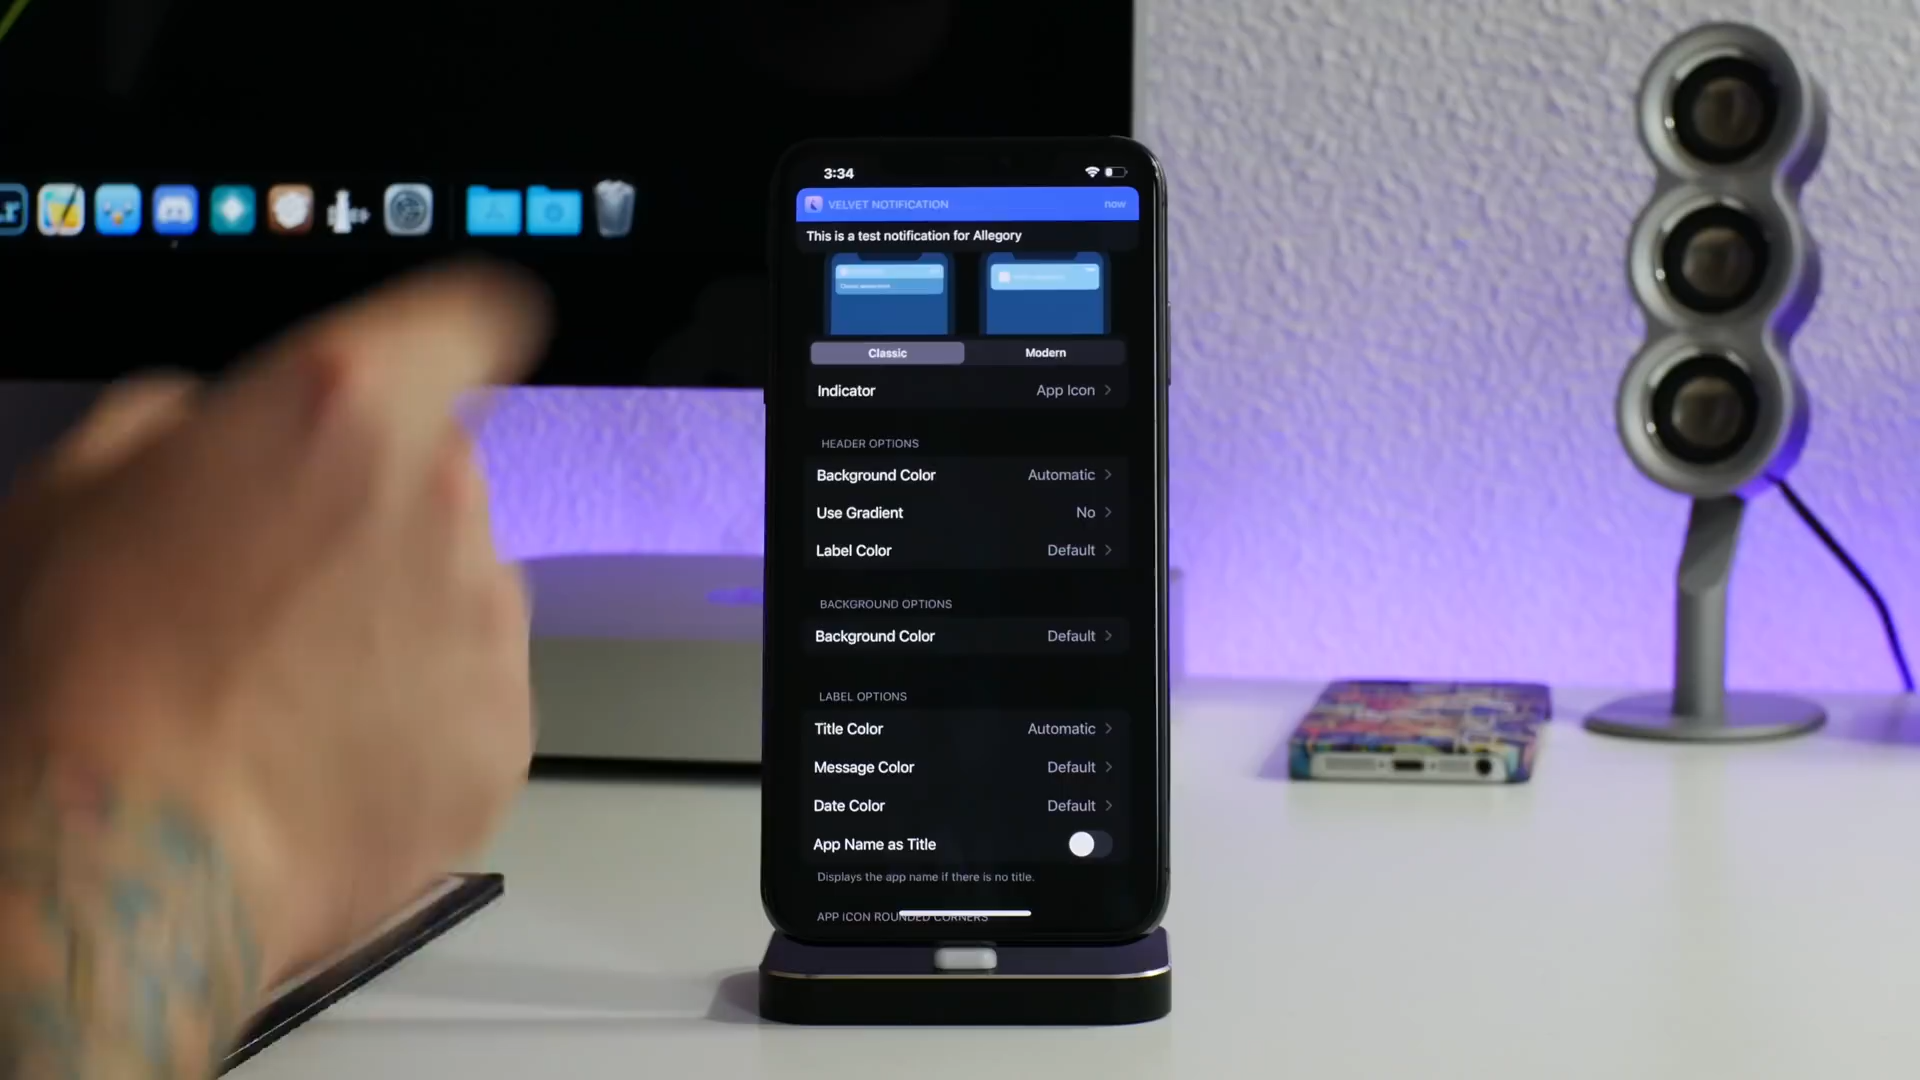 3:34
VELVET NOTIFICATION now
This is a test notification for Allegory
Classic Modern
Indicator App Icon
HEADER OPTIONS
Background Color Automatic
Use Gradient No
Label Color Default
BACKGROUND OPTIONS
Background Color Default
LABEL OPTIONS
Title Color Automatic
Message Color Default
Date Color Default
App Name as Title
Displays the app name if there is no title.
APP ICON ROUNDED CORNERS